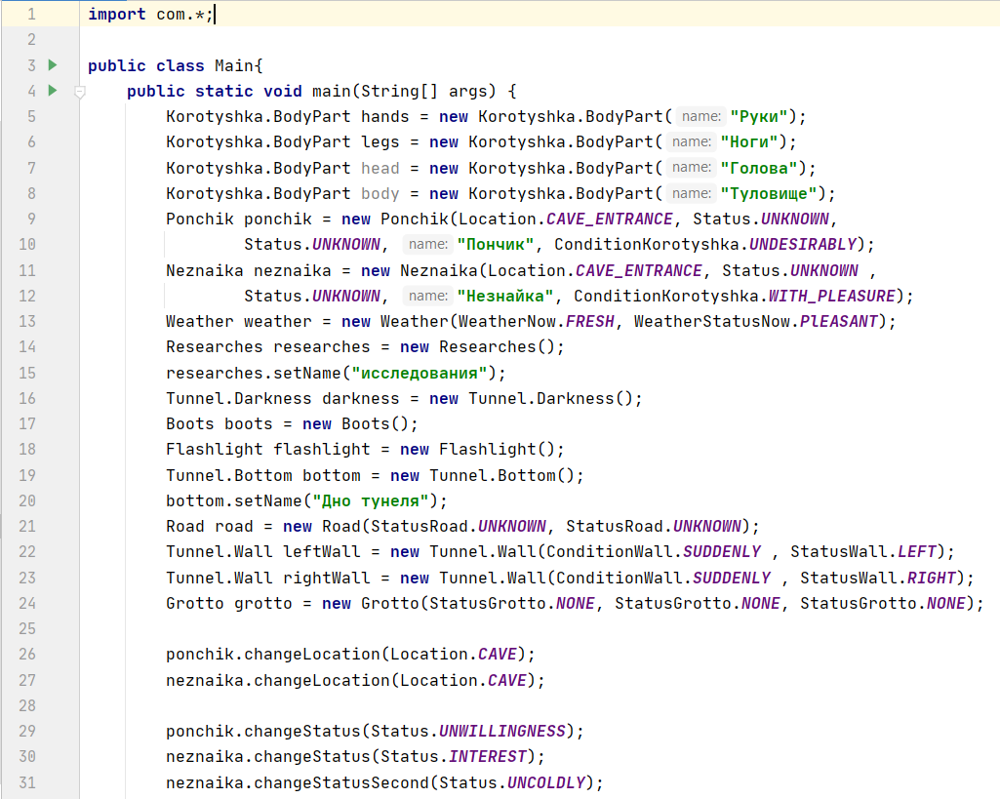 1 import com.*;
2
3 public class Main{
4 public static void main(String[] args) {
5 Korotyshka.BodyPart hands = new Korotyshka.BodyPart( name: "Руки");
6 Korotyshka.BodyPart legs = new Korotyshka.BodyPart( name: "Ноги");
7 Korotyshka.BodyPart head = new Korotyshka.BodyPart( name: "Голова");
8 Korotyshka.BodyPart body = new Korotyshka.BodyPart( name: "Туловище");
9 Ponchik ponchik = new Ponchik(Location.CAVE_ENTRANCE, Status.UNKNOWN,
10 Status.UNKNOWN, name: "Пончик", ConditionKorotyshka.UNDESIRABLY);
11 Neznaika neznaika = new Neznaika(Location.CAVE_ENTRANCE, Status.UNKNOWN ,
12 Status.UNKNOWN, name: "Незнайка", ConditionKorotyshka.WITH_PLEASURE);
13 Weather weather = new Weather(WeatherNow.FRESH, WeatherStatusNow.PlEASANT);
14 Researches researches = new Researches();
15 researches.setName("исследования");
16 Tunnel.Darkness darkness = new Tunnel.Darkness();
17 Boots boots = new Boots();
18 Flashlight flashlight = new Flashlight();
19 Tunnel.Bottom bottom = new Tunnel.Bottom();
20 bottom.setName("Дно тунеля");
21 Road road = new Road(StatusRoad.UNKNOWN, StatusRoad.UNKNOWN);
22 Tunnel.Wall leftWall = new Tunnel.Wall(ConditionWall.SUDDENLY , StatusWall.LEFT);
23 Tunnel.Wall rightWall = new Tunnel.Wall(ConditionWall.SUDDENLY , StatusWall.RIGHT);
24 Grotto grotto = new Grotto(StatusGrotto.NONE, StatusGrotto.NONE, StatusGrotto.NONE);
25
26 ponchik.changeLocation(Location.CAVE);
27 neznaika.changeLocation(Location.CAVE);
28
29 ponchik.changeStatus(Status.UNWILLINGNESS);
30 neznaika.changeStatus(Status.INTEREST);
31 neznaika.changeStatusSecond(Status.UNCOLDLY);